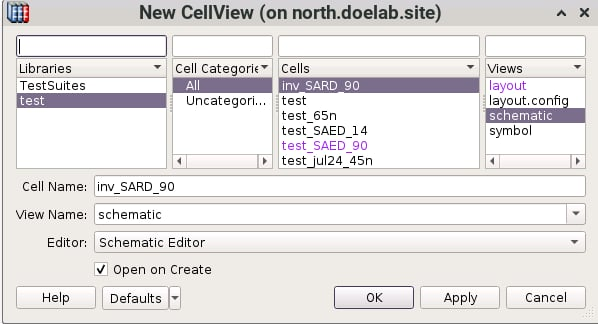 New CellView (on north.doelab.site)
Libraries Cell Categorie Cells Views
TestSuites
test
All
Uncategori...
inv_SARD_90
test
test_65n
test_SAED_14
test_SAED_90
test_jul24_45n
layout
layout.config
schematic
symbol
Cell Name: inv_SARD_90
View Name: schematic
Editor: Schematic Editor
Open on Create
Help Defaults OK Apply Cancel